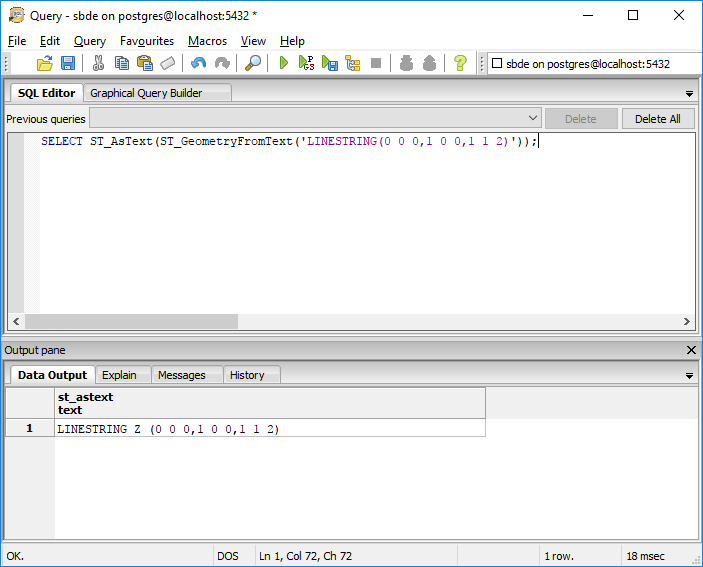 Query - sbde on postgres@localhost:5432 *
File Edit Query Favourites Macros View Help
sbde on postgres@localhost:5432
SQL Editor Graphical Query Builder
Previous queries Delete Delete All
SELECT ST_AsText(ST_GeometryFromText('LINESTRING(0 0 0,1 0 0,1 1 2)'));
Output pane
Data Output Explain Messages History
st_astext
text
1 LINESTRING Z (0 0 0,1 0 0,1 1 2)
OK. DOS Ln 1, Col 72, Ch 72 1 row. 18 msec